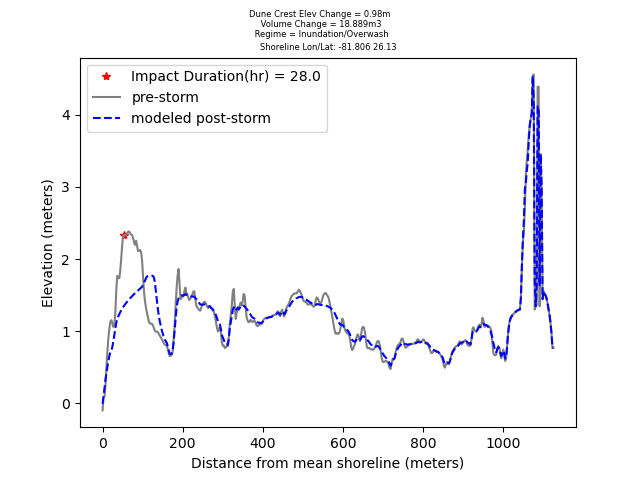 Dune Crest Elev Change = 0.98m
Volume Change = 18.889m3
Regime = Inundation/Overwash
Shoreline Lon/Lat: -81.806 26.13
Impact Duration(hr) = 28.0
pre-storm
modeled post-storm
Elevation (meters)
4
3
2
1
0
0 200 400 600 800 1000
Distance from mean shoreline (meters)